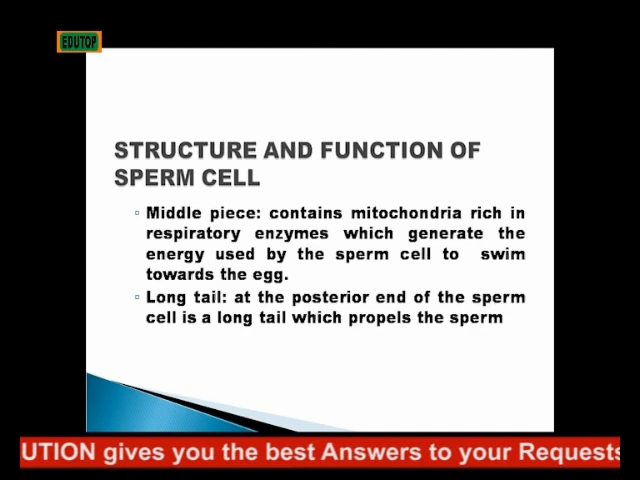 EDUTOP
STRUCTURE AND FUNCTION OF
SPERM CELL
Middle piece: contains mitochondria rich in
respiratory enzymes which generate the
energy used by the sperm cell to swim
towards the egg.
Long tail: at the posterior end of the sperm
cell is a long tail which propels the sperm
UTION gives you the best Answers to your Requests